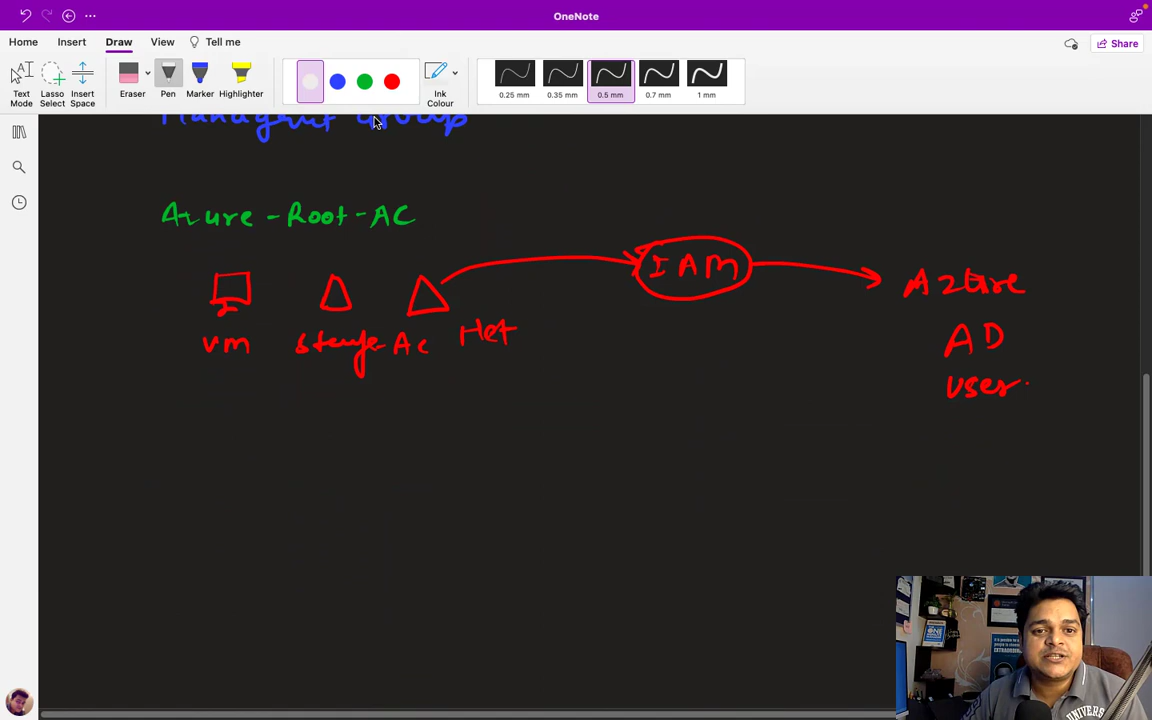 OneNote
Home Insert Draw View Tell me
Share
Text Mode
Lasso Select
Insert Space
Eraser
Pen
Marker
Highlighter
Ink Colour
0.25 mm
0.35 mm
0.5 mm
0.7 mm
1 mm
Group
Azure-Root-AC
IAM
Azure
AD
user.
vm
Ac